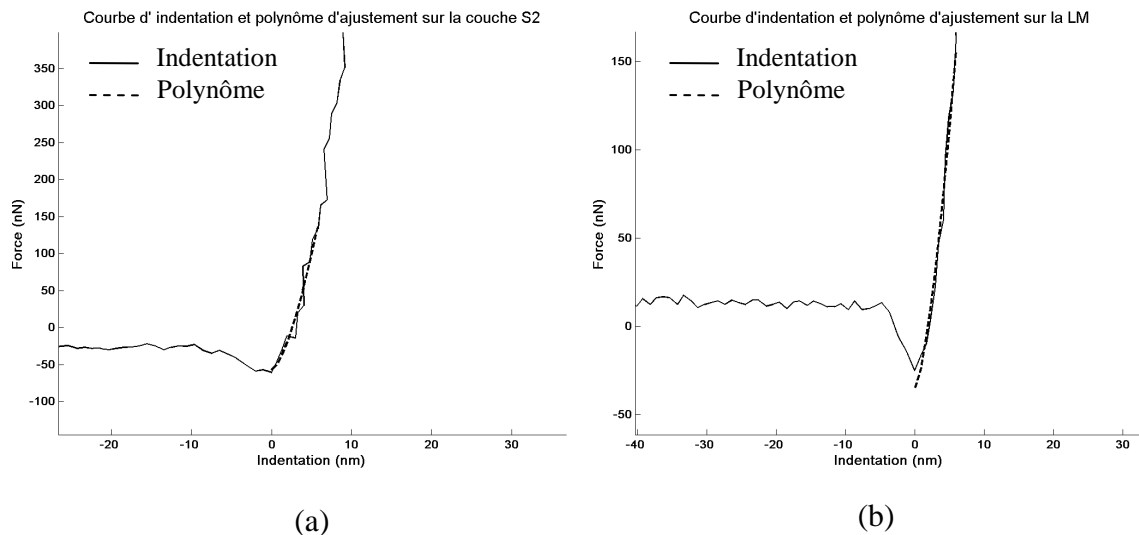 Courbe d' indentation et polynôme d'ajustement sur la couche S2
Indentation
Polynôme
350
300
250
200
150
100
50
0
-50
-100
Force (nN)
-20
-10
0
10
20
30
Indentation (nm)
(a)
Courbe d'indentation et polynôme d'ajustement sur la LM
Indentation
Polynôme
150
100
50
0
-50
Force (nN)
-40
-30
-20
-10
0
10
20
30
Indentation (nm)
(b)